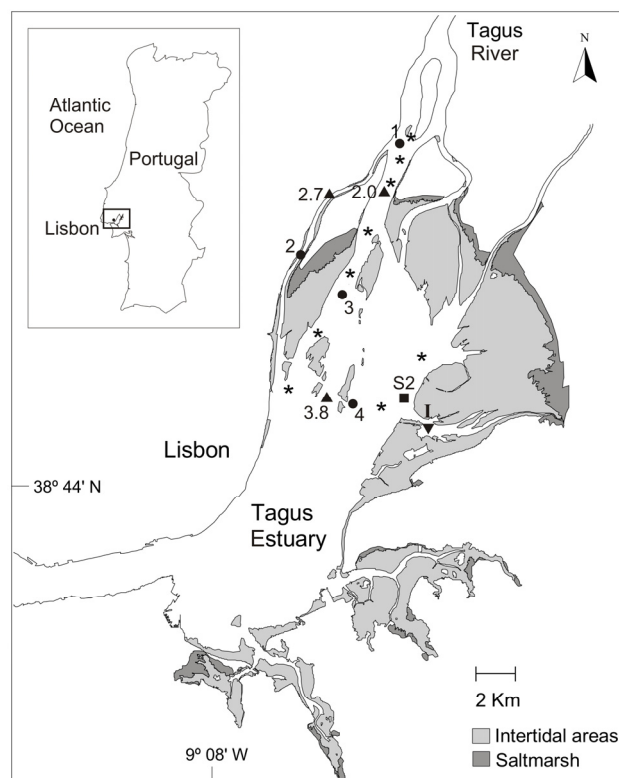 Tagus
River
N
Atlantic
Ocean
Portugal
Lisbon
1
*
*
2.7
2.0
*
*
2
*
3
*
*
S2
*
3.8
4
*
I
Lisbon
38º 44' N
Tagus
Estuary
2 Km
Intertidal areas
Saltmarsh
9º 08' W